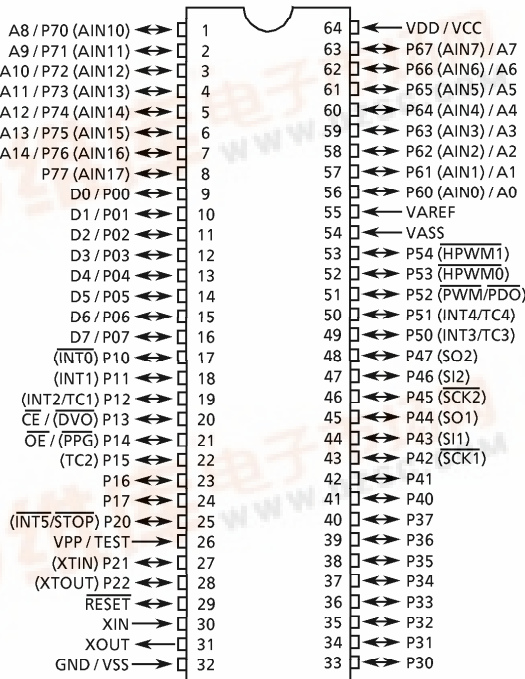 A8 / P70 (AIN10) 1 64 VDD / VCC
A9 / P71 (AIN11) 2 63 P67 (AIN7) / A7
A10 / P72 (AIN12) 3 62 P66 (AIN6) / A6
A11 / P73 (AIN13) 4 61 P65 (AIN5) / A5
A12 / P74 (AIN14) 5 60 P64 (AIN4) / A4
A13 / P75 (AIN15) 6 59 P63 (AIN3) / A3
A14 / P76 (AIN16) 7 58 P62 (AIN2) / A2
P77 (AIN17) 8 57 P61 (AIN1) / A1
D0 / P00 9 56 P60 (AIN0) / A0
D1 / P01 10 55 VAREF
D2 / P02 11 54 VASS
D3 / P03 12 53 P54 (HPWM1)
D4 / P04 13 52 P53 (HPWM0)
D5 / P05 14 51 P52 (PWM/PDO)
D6 / P06 15 50 P51 (INT4/TC4)
D7 / P07 16 49 P50 (INT3/TC3)
(INT0) P10 17 48 P47 (SO2)
(INT1) P11 18 47 P46 (SI2)
(INT2/TC1) P12 19 46 P45 (SCK2)
CE / (DVO) P13 20 45 P44 (SO1)
OE / (PPG) P14 21 44 P43 (SI1)
(TC2) P15 22 43 P42 (SCK1)
P16 23 42 P41
P17 24 41 P40
(INT5/STOP) P20 25 40 P37
VPP / TEST 26 39 P36
(XTIN) P21 27 38 P35
(XTOUT) P22 28 37 P34
RESET 29 36 P33
XIN 30 35 P32
XOUT 31 34 P31
GND / VSS 32 33 P30